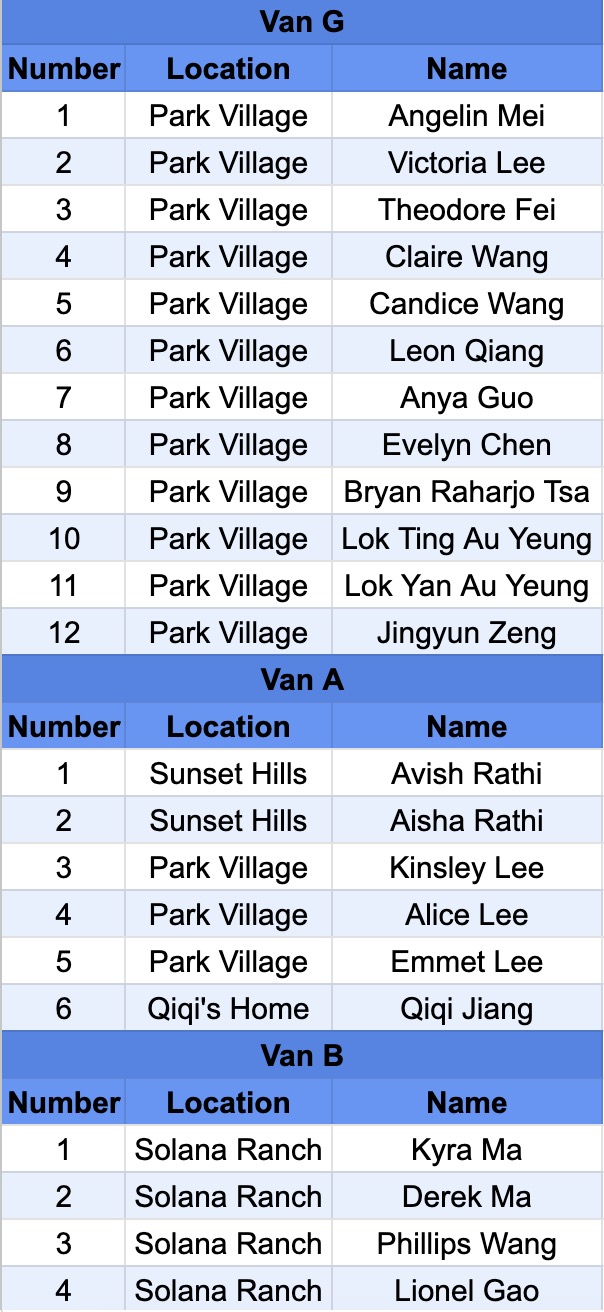 Van G
Number Location Name
1 Park Village Angelin Mei
2 Park Village Victoria Lee
3 Park Village Theodore Fei
4 Park Village Claire Wang
5 Park Village Candice Wang
6 Park Village Leon Qiang
7 Park Village Anya Guo
8 Park Village Evelyn Chen
9 Park Village Bryan Raharjo Tsa
10 Park Village Lok Ting Au Yeung
11 Park Village Lok Yan Au Yeung
12 Park Village Jingyun Zeng
Van A
Number Location Name
1 Sunset Hills Avish Rathi
2 Sunset Hills Aisha Rathi
3 Park Village Kinsley Lee
4 Park Village Alice Lee
5 Park Village Emmet Lee
6 Qiqi's Home Qiqi Jiang
Van B
Number Location Name
1 Solana Ranch Kyra Ma
2 Solana Ranch Derek Ma
3 Solana Ranch Phillips Wang
4 Solana Ranch Lionel Gao